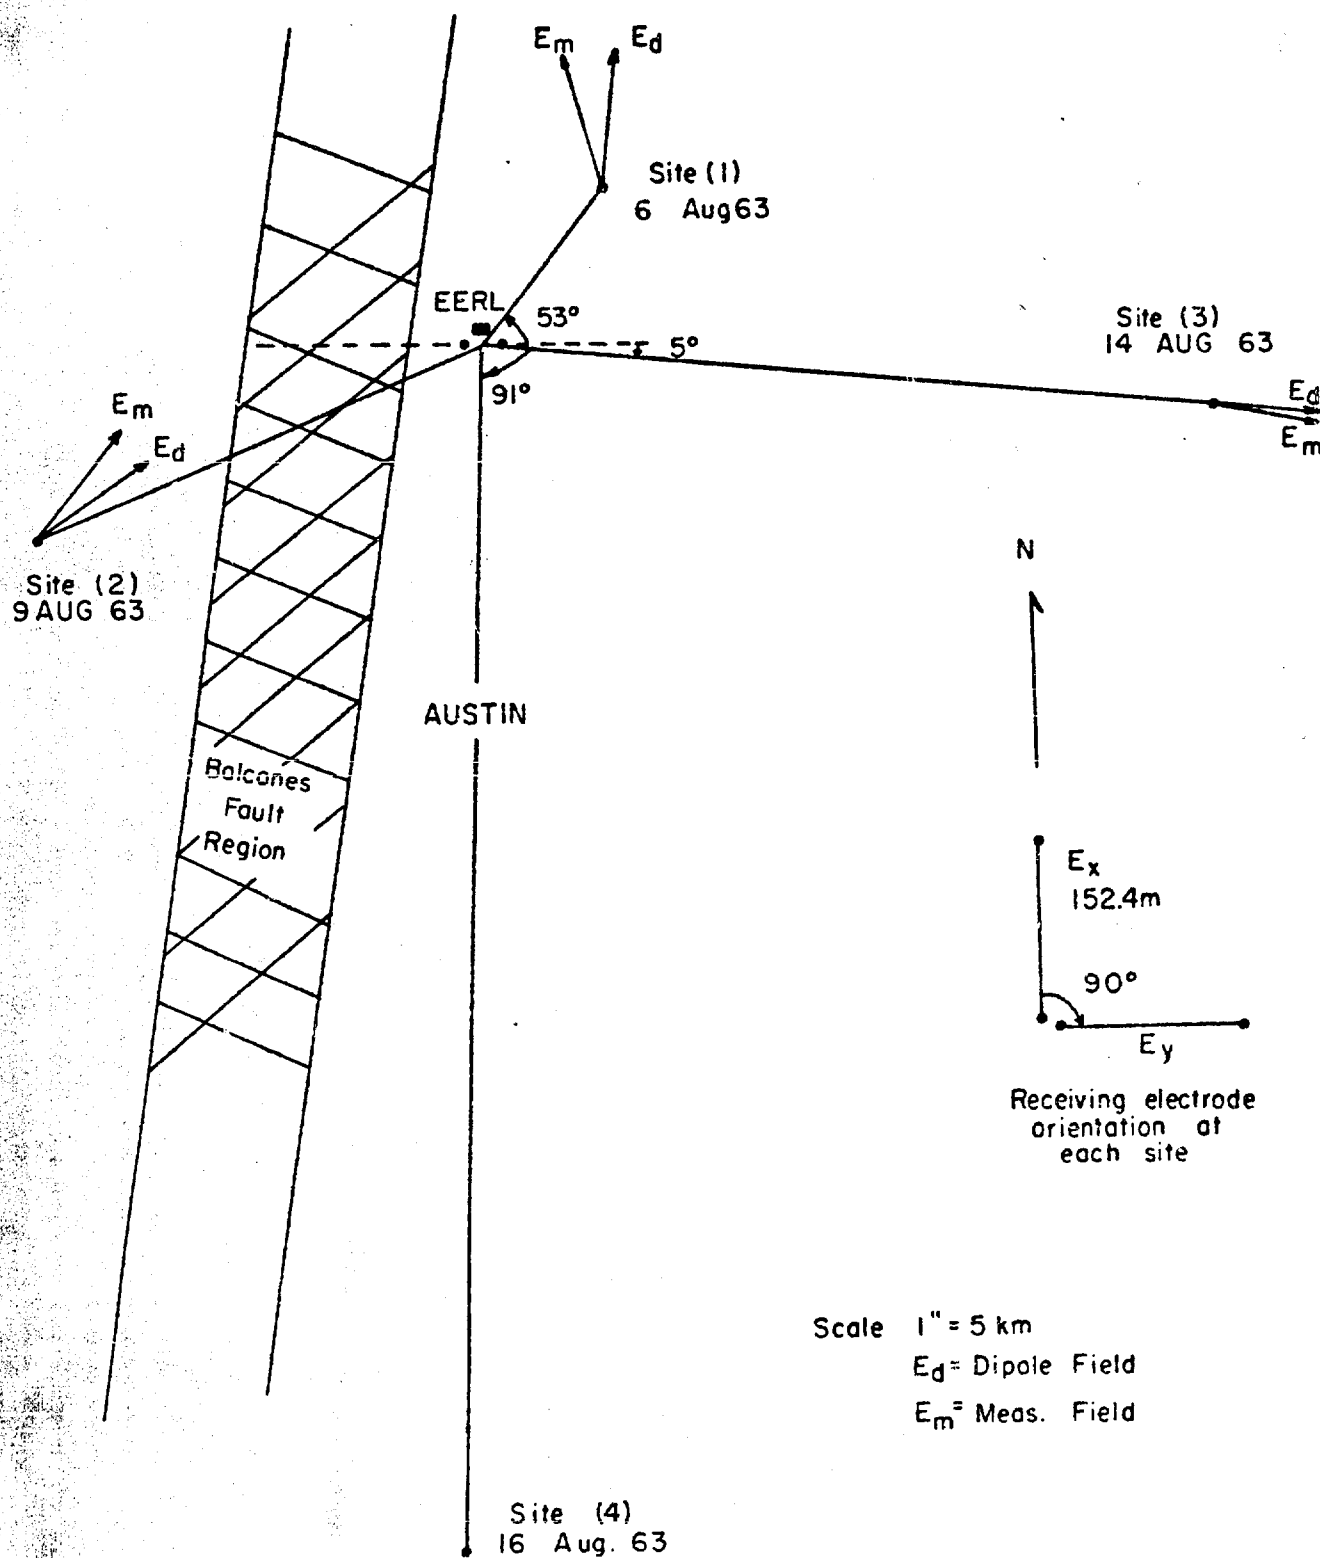 Em
Ed
Site (1)
6 Aug 63
EERL
53°
5°
91°
Site (3)
14 AUG 63
Ed
Em
Em
Ed
Site (2)
9 AUG 63
N
AUSTIN
Balcones
Fault
Region
Ex
152.4m
90°
Ey
Receiving electrode
orientation at
each site
Scale 1" = 5 km
Ed = Dipole Field
Em = Meas. Field
Site (4)
16 Aug. 63